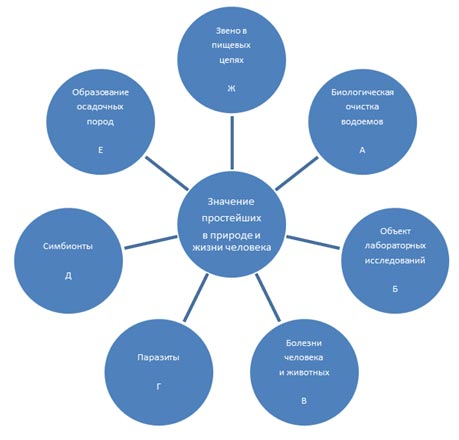 Звено в
пищевых
цепях
Ж
Биологическая
очистка
водоемов
А
Объект
лабораторных
исследований
Б
Болезни
человека
и животных
В
Паразиты
Г
Симбионты
Д
Образование
осадочных
пород
Е
Значение
простейших
в природе и
жизни человека